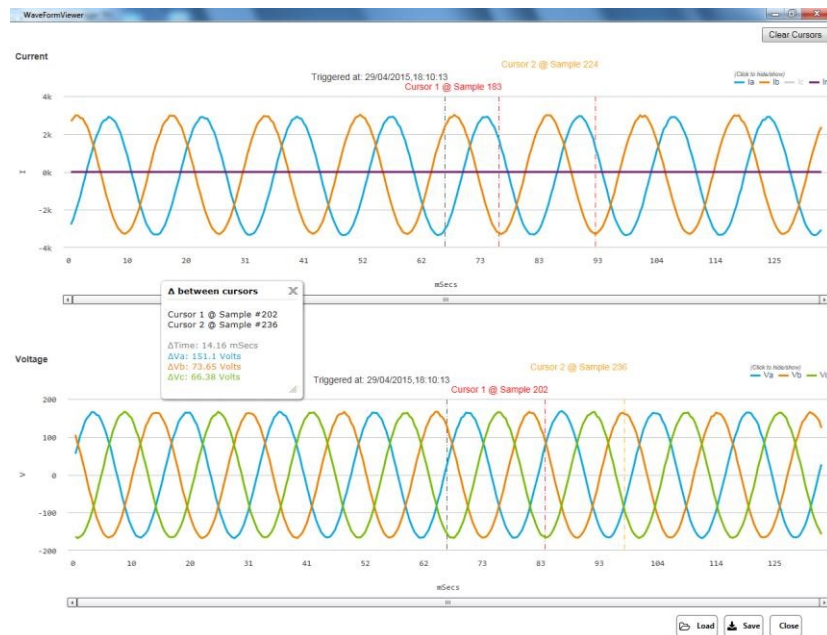 WaveFormViewer
Clear Cursors
Current
Cursor 2 @ Sample 224
(Click to hide/show)
Triggered at: 29/04/2015,18:10:13
Ia Ib Ic In
Cursor 1 @ Sample 183
4k
2k
0k
-2k
-4k
I
0 10 21 31 42 52 62 73 83 93 104 114 125
mSecs
Δ between cursors
Cursor 1 @ Sample #202
Cursor 2 @ Sample #236
ΔTime: 14.16 mSecs
ΔVa: 151.1 Volts
ΔVb: 73.65 Volts
ΔVc: 66.38 Volts
Voltage
Cursor 2 @ Sample 236
(Click to hide/show)
Triggered at: 29/04/2015,18:10:13
Va Vb
Cursor 1 @ Sample 202
200
100
0
-100
-200
V
0 10 21 31 41 52 62 73 83 93 104 114 125
mSecs
Load Save Close